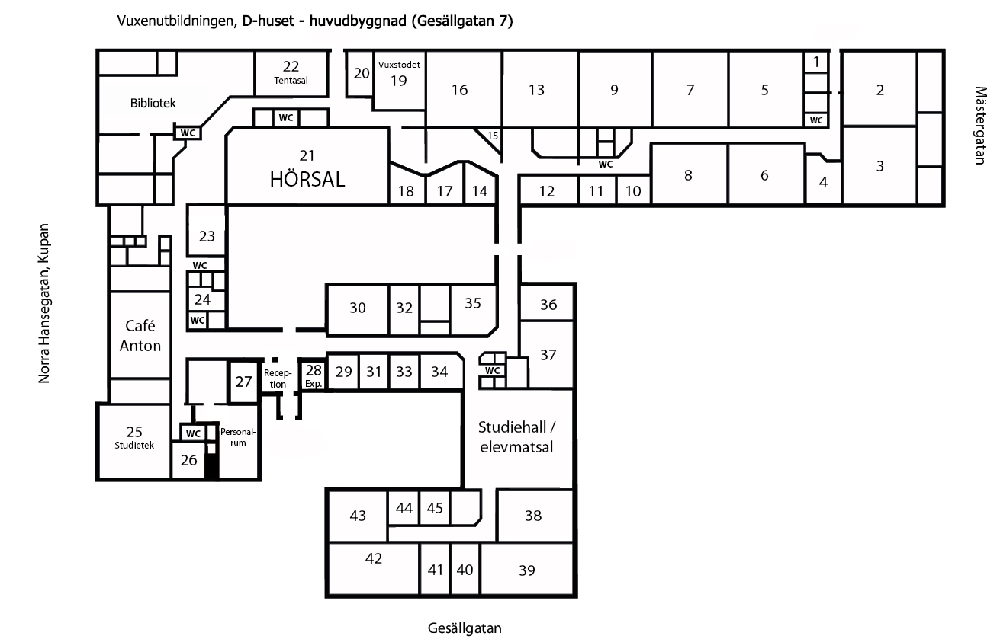 Vuxenutbildningen, D-huset - huvudbyggnad (Gesällgatan 7)
22
Tentasal
20
Vuxstödet
19
16
13
9
7
5
1
2
Mästergatan
Bibliotek
WC
WC
WC
15
21
HÖRSAL
18
17
14
WC
12
11
10
8
6
4
3
Norra Hansegatan, Kupan
23
WC
24
WC
Café
Anton
30
32
35
36
37
27
Recep-
tion
28
Exp.
29
31
33
34
WC
25
Studietek
WC
26
Personal-
rum
Studiehall /
elevmatsal
43
44
45
38
42
41
40
39
Gesällgatan